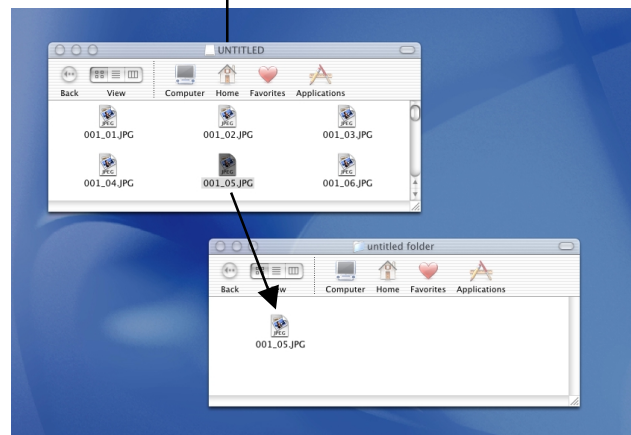 UNTITLED
Back View Computer Home Favorites Applications
JPEG JPEG JPEG
001_01.JPG 001_02.JPG 001_03.JPG
JPEG JPEG JPEG
001_04.JPG 001_05.JPG 001_06.JPG
untitled folder
Back View Computer Home Favorites Applications
JPEG
001_05.JPG